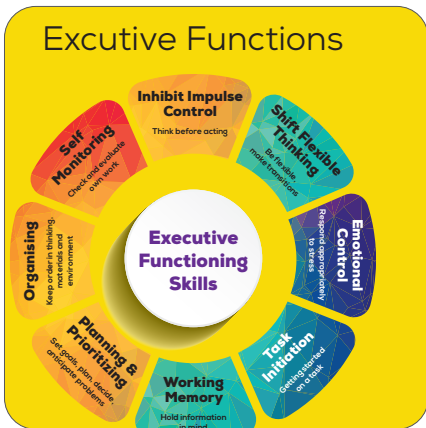 Excutive Functions
Inhibit Impulse
Control
Think before acting
Shift Flexible
Thinking
Be flexible,
make transitions
Emotional
Control
Respond appropriately
to stress
Task
Initiation
Getting started
on a task
Working
Memory
Hold information
in mind
Planning &
Prioritizing
Set goals, plan, decide,
anticipate problems
Organising
Keep order in thinking,
materials and
environment
Self
Monitoring
Check and evaluate
own work
Executive
Functioning
Skills